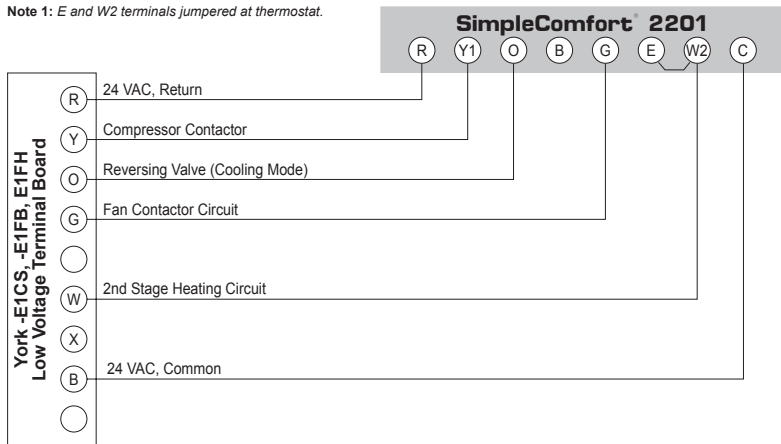 Note 1: E and W2 terminals jumpered at thermostat.
SimpleComfort® 2201
R Y1 O B G E W2 C
York -E1CS, -E1FB, E1FH
Low Voltage Terminal Board
R 24 VAC, Return
Y Compressor Contactor
O Reversing Valve (Cooling Mode)
G Fan Contactor Circuit
W 2nd Stage Heating Circuit
X
B 24 VAC, Common